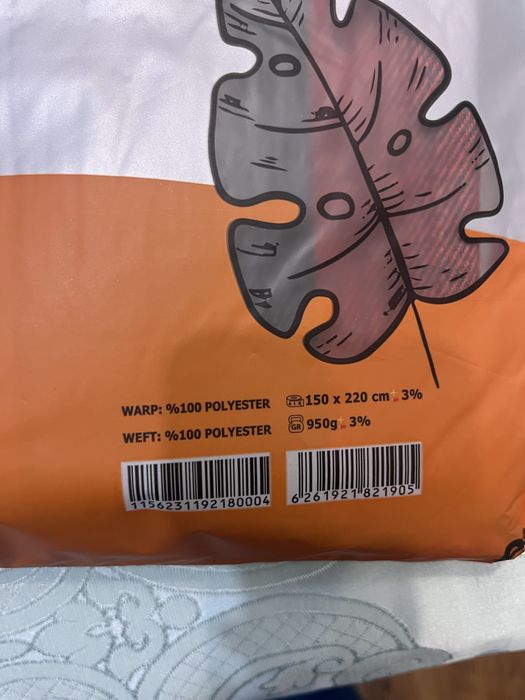 WARP: %100 POLYESTER
150 x 220 cm ± 3%
WEFT: %100 POLYESTER
GR 950g ± 3%
1156231192180004
6 261921 821905